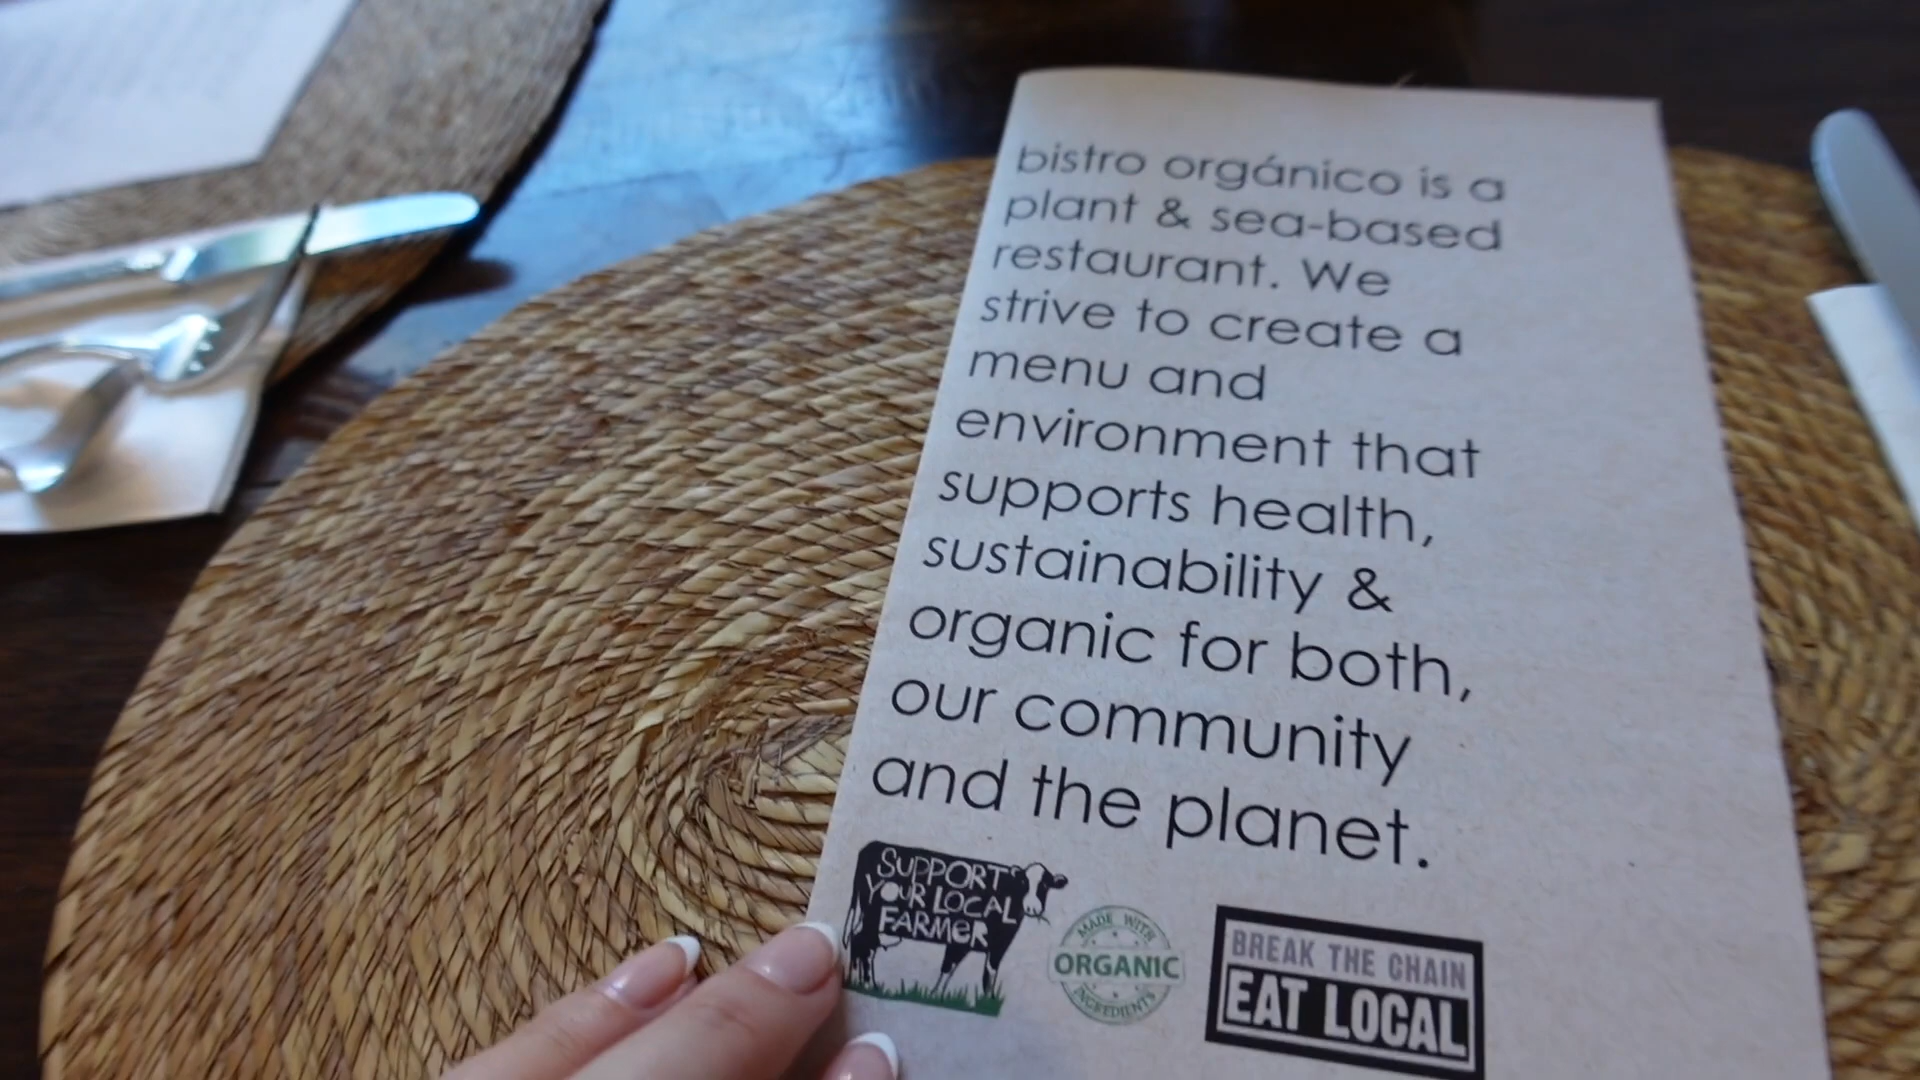 bistro orgánico is a
plant & sea-based
restaurant. We
strive to create a
menu and
environment that
supports health,
sustainability &
organic for both,
our community
and the planet.
SUPPORT
YOUR LOCAL
FARMER
MADE WITH
ORGANIC
INGREDIENTS
BREAK THE CHAIN
EAT LOCAL